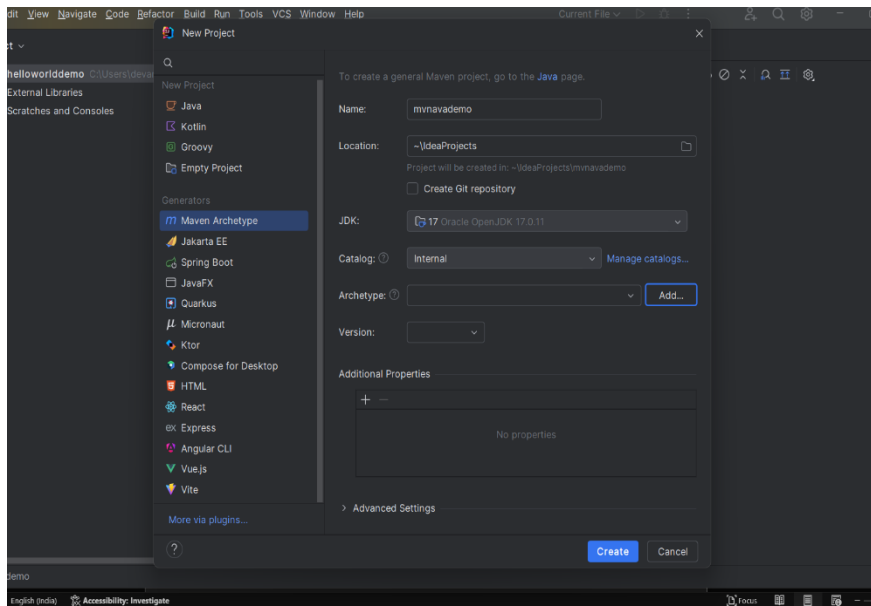 dit View Navigate Code Refactor Build Run Tools VCS Window Help Current File
New Project
ct
helloworlddemo C:\Users\devar
External Libraries
Scratches and Consoles
New Project
Java
Kotlin
Groovy
Empty Project
Generators
Maven Archetype
Jakarta EE
Spring Boot
JavaFX
Quarkus
Micronaut
Ktor
Compose for Desktop
HTML
React
ex Express
Angular CLI
Vue.js
Vite
More via plugins...
To create a general Maven project, go to the Java page.
Name: mvnavademo
Location: ~\IdeaProjects
Project will be created in: ~\IdeaProjects\mvnavademo
Create Git repository
JDK: 17 Oracle OpenJDK 17.0.11
Catalog: Internal Manage catalogs...
Archetype: Add...
Version:
Additional Properties
No properties
Advanced Settings
? Create Cancel
demo
English (India) Accessibility: Investigate Focus